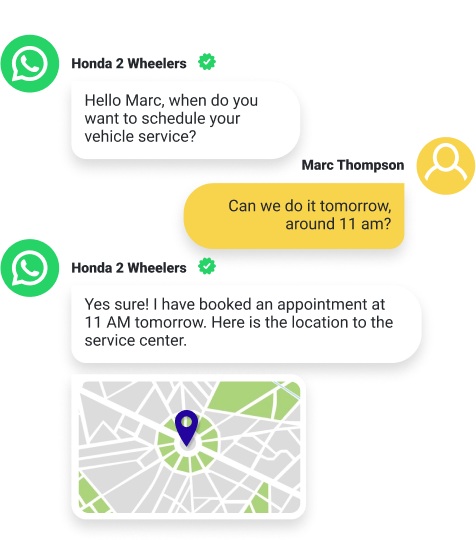 Honda 2 Wheelers
Hello Marc, when do you
want to schedule your
vehicle service?
Marc Thompson
Can we do it tomorrow,
around 11 am?
Honda 2 Wheelers
Yes sure! I have booked an appointment at
11 AM tomorrow. Here is the location to the
service center.